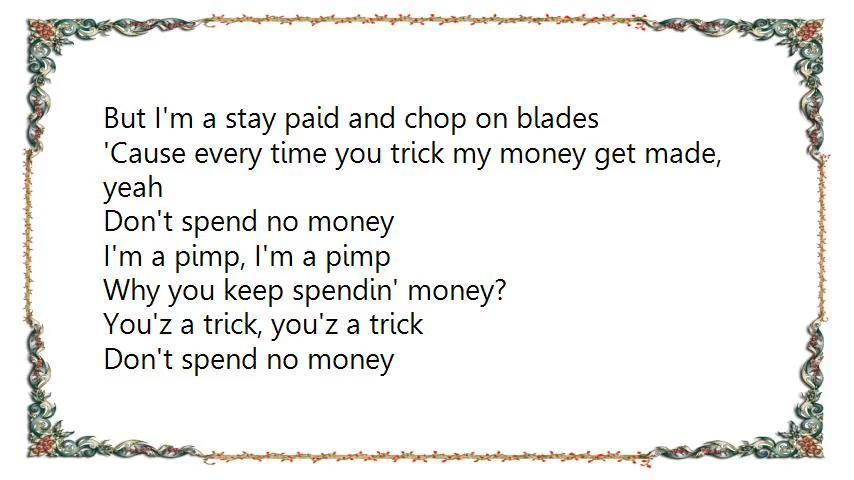 But I'm a stay paid and chop on blades
'Cause every time you trick my money get made,
yeah
Don't spend no money
I'm a pimp, I'm a pimp
Why you keep spendin' money?
You'z a trick, you'z a trick
Don't spend no money